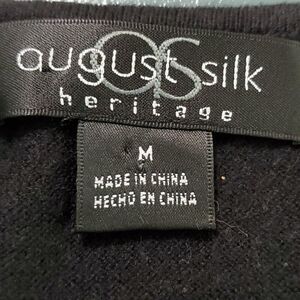 august silk
heritage
M
MADE IN CHINA
HECHO EN CHINA